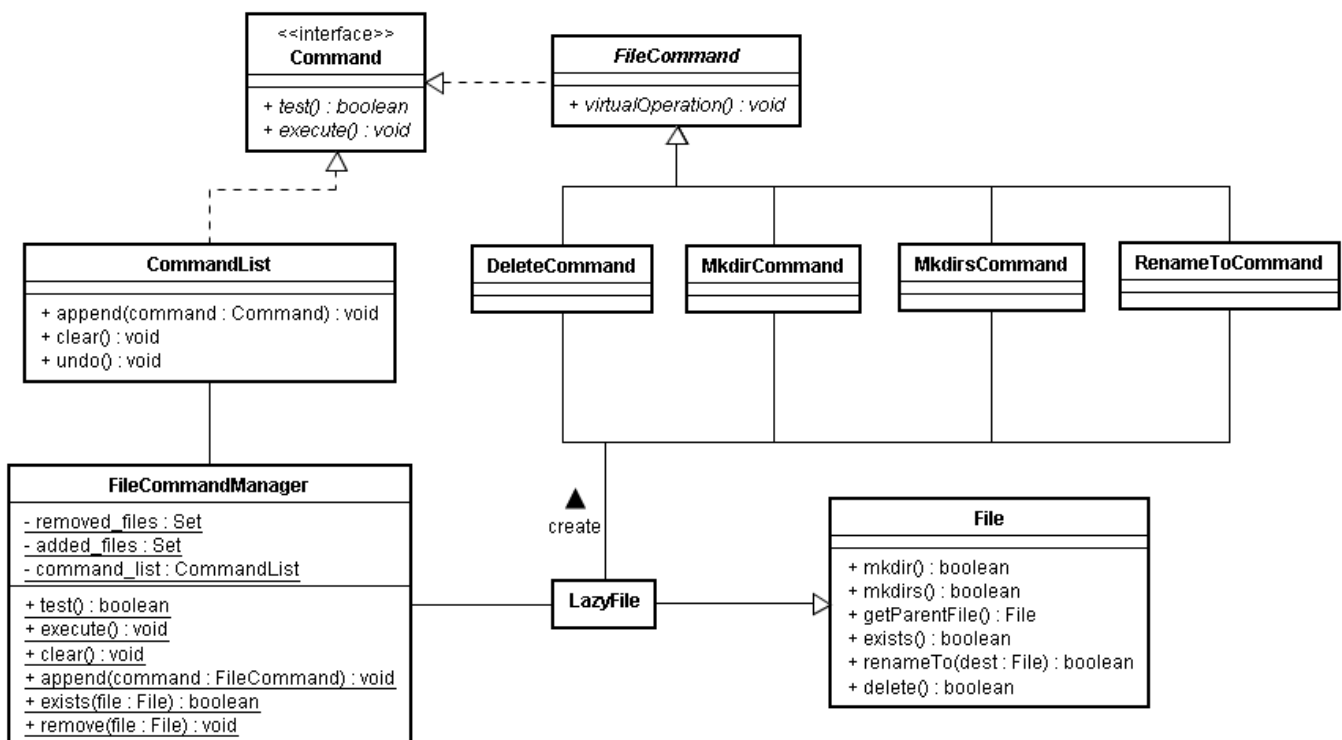 <<interface>>
Command
+ test() : boolean
+ execute() : void
FileCommand
+ virtualOperation() : void
CommandList
+ append(command : Command) : void
+ clear() : void
+ undo() : void
DeleteCommand
MkdirCommand
MkdirsCommand
RenameToCommand
FileCommandManager
- removed_files : Set
- added_files : Set
- command_list : CommandList
+ test() : boolean
+ execute() : void
+ clear() : void
+ append(command : FileCommand) : void
+ exists(file : File) : boolean
+ remove(file : File) : void
create
LazyFile
File
+ mkdir() : boolean
+ mkdirs() : boolean
+ getParentFile() : File
+ exists() : boolean
+ renameTo(dest : File) : boolean
+ delete() : boolean